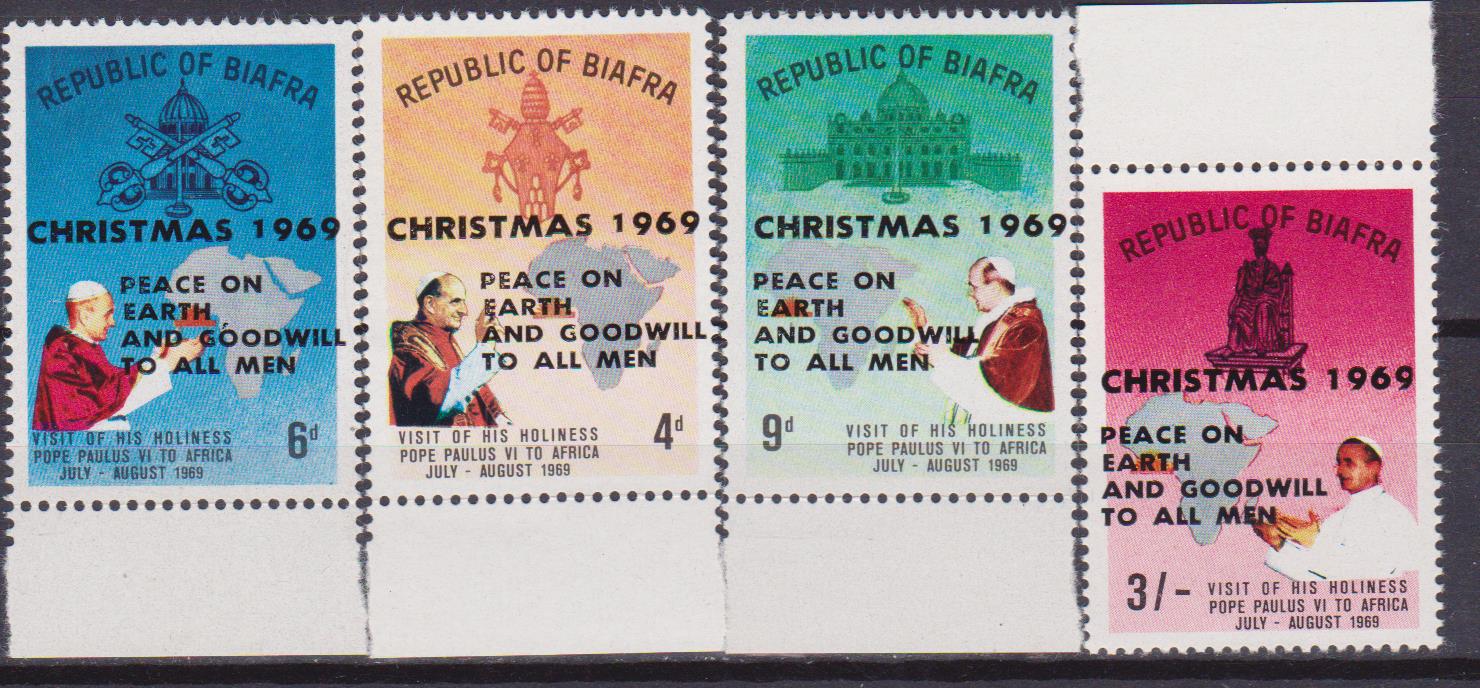 REPUBLIC OF BIAFRA
CHRISTMAS 1969
PEACE ON
EARTH
AND GOODWILL
TO ALL MEN
VISIT OF HIS HOLINESS
POPE PAULUS VI TO AFRICA
JULY - AUGUST 1969
6d
REPUBLIC OF BIAFRA
CHRISTMAS 1969
PEACE ON
EARTH
AND GOODWILL
TO ALL MEN
VISIT OF HIS HOLINESS
POPE PAULUS VI TO AFRICA
JULY - AUGUST 1969
4d
REPUBLIC OF BIAFRA
CHRISTMAS 1969
PEACE ON
EARTH
AND GOODWILL
TO ALL MEN
9d
VISIT OF HIS HOLINESS
POPE PAULUS VI TO AFRICA
JULY - AUGUST 1969
REPUBLIC OF BIAFRA
CHRISTMAS 1969
PEACE ON
EARTH
AND GOODWILL
TO ALL MEN
3/-
VISIT OF HIS HOLINESS
POPE PAULUS VI TO AFRICA
JULY - AUGUST 1969